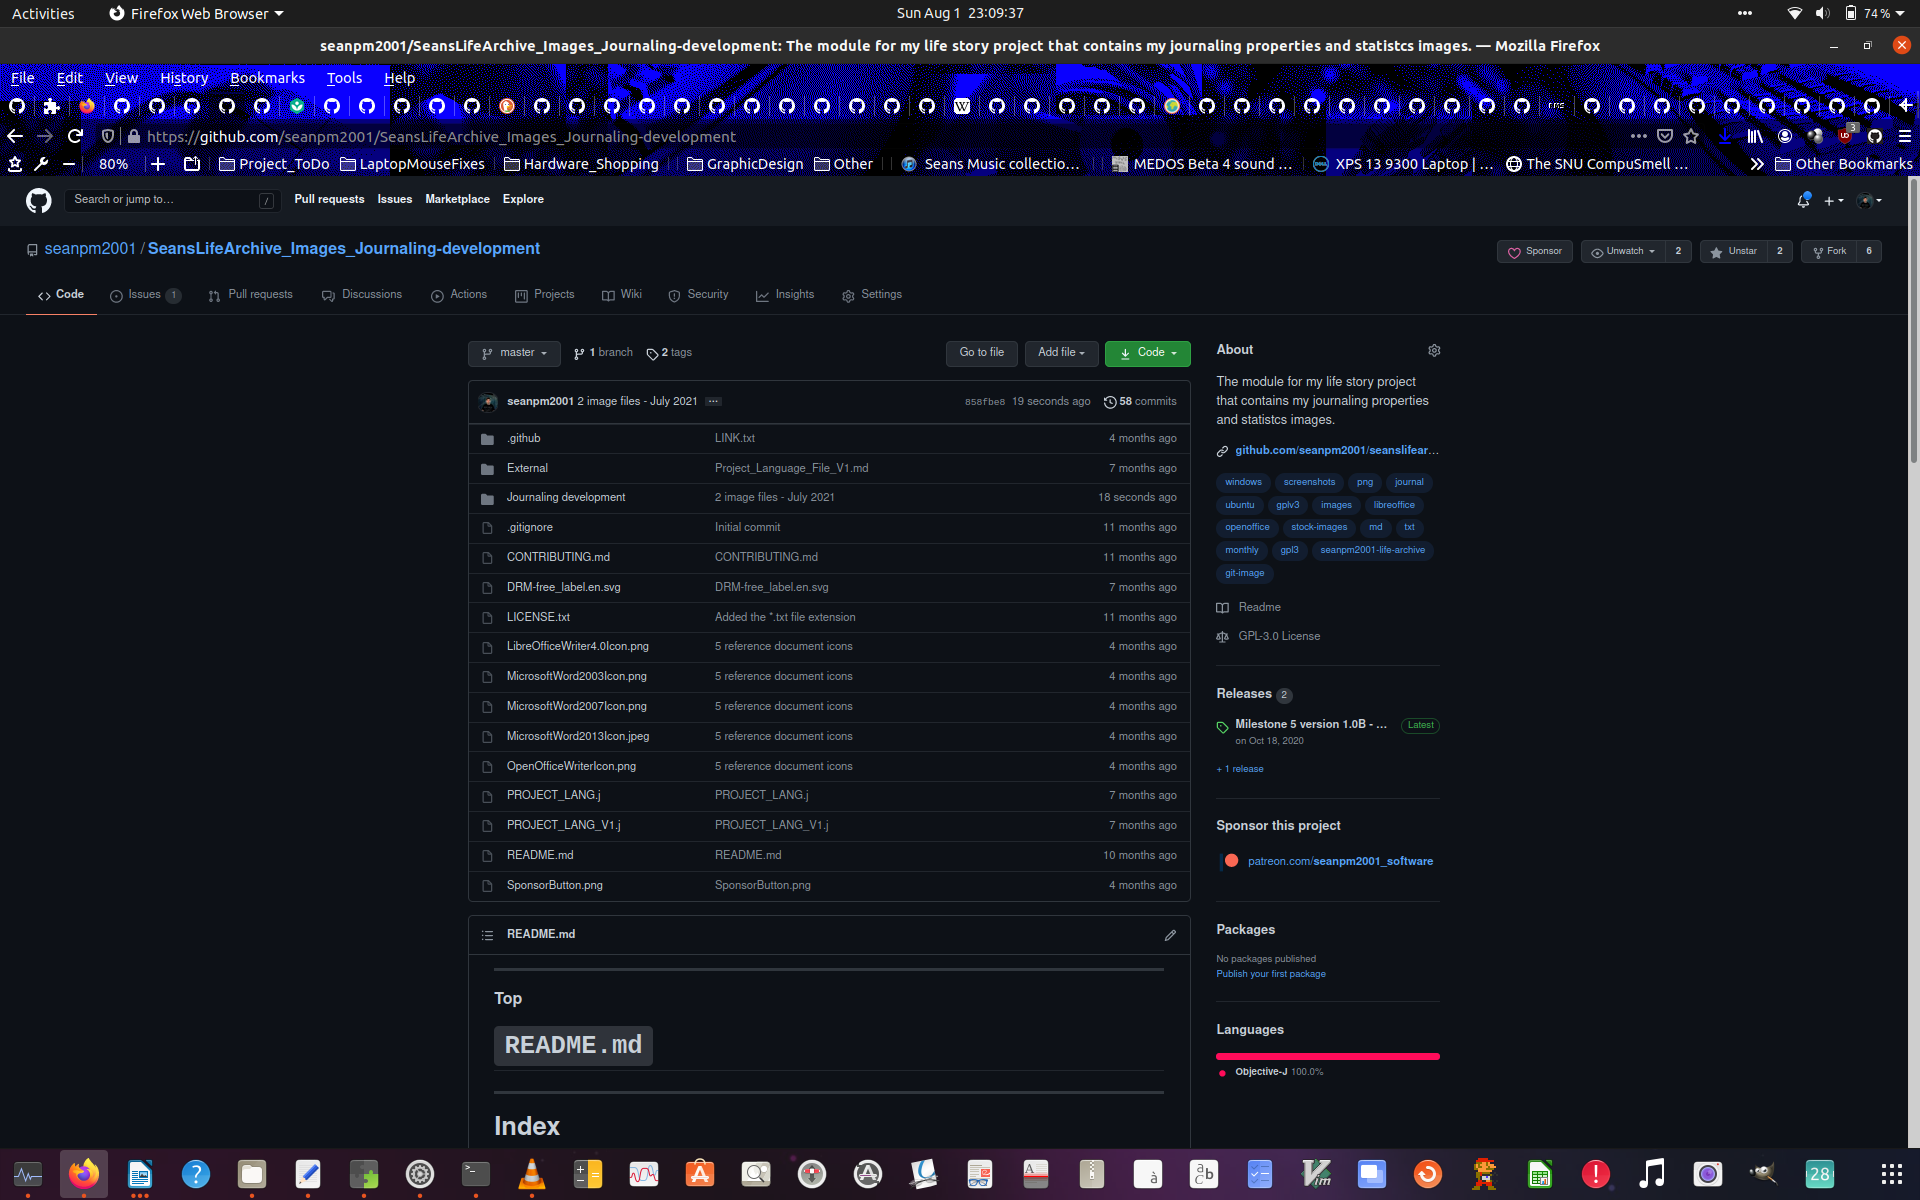 Activities Firefox Web Browser Sun Aug 1 23:09:37 74 %
seanpm2001/SeansLifeArchive_Images_Journaling-development: The module for my life story project that contains my journaling properties and statistcs images. — Mozilla Firefox
File Edit View History Bookmarks Tools Help
https://github.com/seanpm2001/SeansLifeArchive_Images_Journaling-development 3
80% Project_ToDo LaptopMouseFixes Hardware_Shopping GraphicDesign Other Seans Music collectio… MEDOS Beta 4 sound … XPS 13 9300 Laptop | … The SNU CompuSmell … Other Bookmarks
Search or jump to… / Pull requests Issues Marketplace Explore
seanpm2001 / SeansLifeArchive_Images_Journaling-development Sponsor Unwatch 2 Unstar 2 Fork 6
Code Issues 1 Pull requests Discussions Actions Projects Wiki Security Insights Settings
master 1 branch 2 tags Go to file Add file Code
seanpm2001 2 image files - July 2021 ... 858fbe8 19 seconds ago 58 commits
.github LINK.txt 4 months ago
External Project_Language_File_V1.md 7 months ago
Journaling development 2 image files - July 2021 18 seconds ago
.gitignore Initial commit 11 months ago
CONTRIBUTING.md CONTRIBUTING.md 11 months ago
DRM-free_label.en.svg DRM-free_label.en.svg 7 months ago
LICENSE.txt Added the *.txt file extension 11 months ago
LibreOfficeWriter4.0Icon.png 5 reference document icons 4 months ago
MicrosoftWord2003Icon.png 5 reference document icons 4 months ago
MicrosoftWord2007Icon.png 5 reference document icons 4 months ago
MicrosoftWord2013Icon.jpeg 5 reference document icons 4 months ago
OpenOfficeWriterIcon.png 5 reference document icons 4 months ago
PROJECT_LANG.j PROJECT_LANG.j 7 months ago
PROJECT_LANG_V1.j PROJECT_LANG_V1.j 7 months ago
README.md README.md 10 months ago
SponsorButton.png SponsorButton.png 4 months ago
README.md
Top
README.md
Index
About
The module for my life story project
that contains my journaling properties
and statistcs images.
github.com/seanpm2001/seanslifear…
windows screenshots png journal
ubuntu gplv3 images libreoffice
openoffice stock-images md txt
monthly gpl3 seanpm2001-life-archive
git-image
Readme
GPL-3.0 License
Releases 2
Milestone 5 version 1.0B - … Latest
on Oct 18, 2020
+ 1 release
Sponsor this project
patreon.com/seanpm2001_software
Packages
No packages published
Publish your first package
Languages
Objective-J 100.0%
28